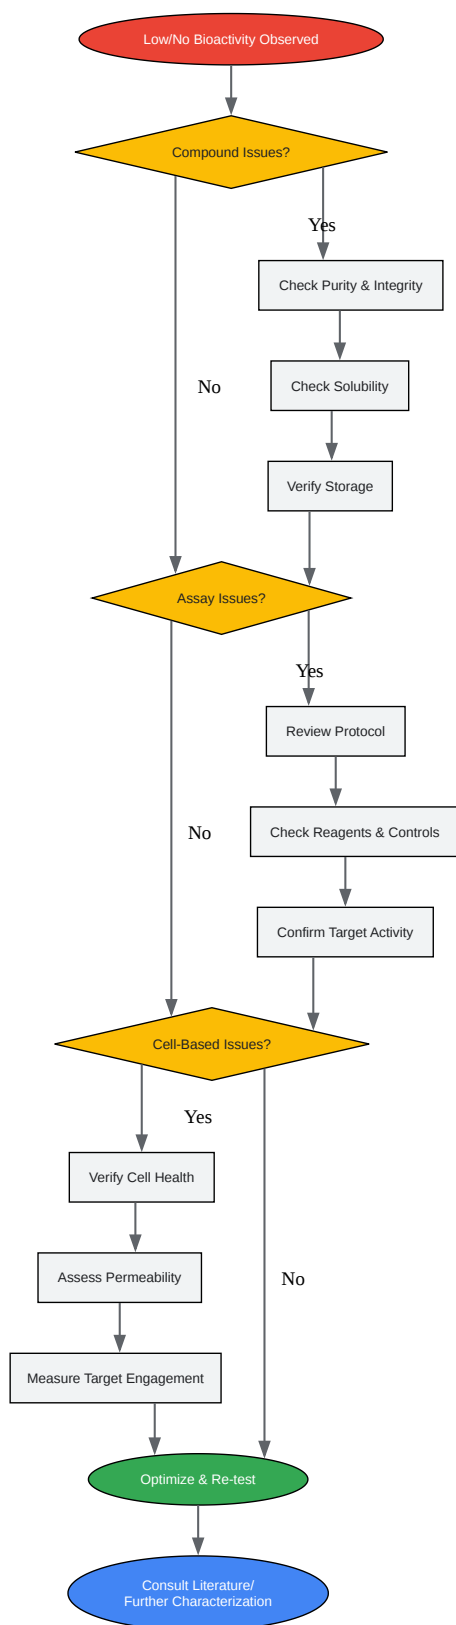 Low/No Bioactivity Observed
Compound Issues?
Yes
Check Purity & Integrity
Check Solubility
No
Verify Storage
Assay Issues?
Yes
Review Protocol
Check Reagents & Controls
No
Confirm Target Activity
Cell-Based Issues?
Yes
Verify Cell Health
Assess Permeability
No
Measure Target Engagement
Optimize & Re-test
Consult Literature/
Further Characterization